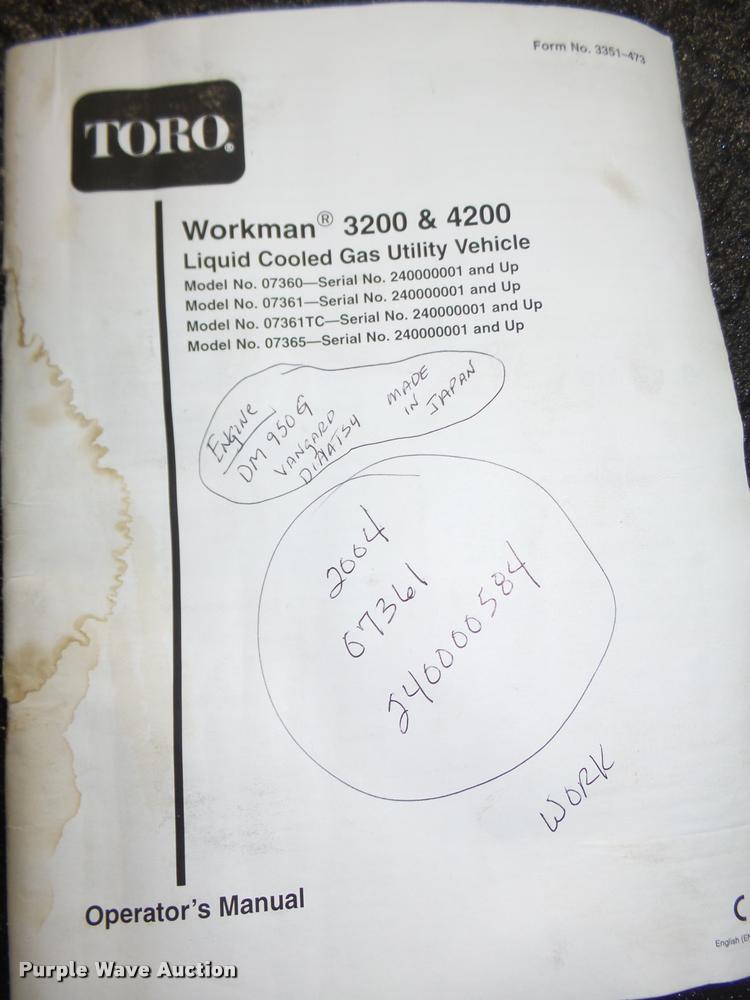 Form No. 3351–473
TORO®
Workman® 3200 & 4200
Liquid Cooled Gas Utility Vehicle
Model No. 07360—Serial No. 240000001 and Up
Model No. 07361—Serial No. 240000001 and Up
Model No. 07361TC—Serial No. 240000001 and Up
Model No. 07365—Serial No. 240000001 and Up
ENGINE
DM 950 G
VANGARD
DIHATSU
MADE
IN
JAPAN
2004
07361
240000584
WORK
Operator's Manual
C
English (EN
Purple Wave Auction